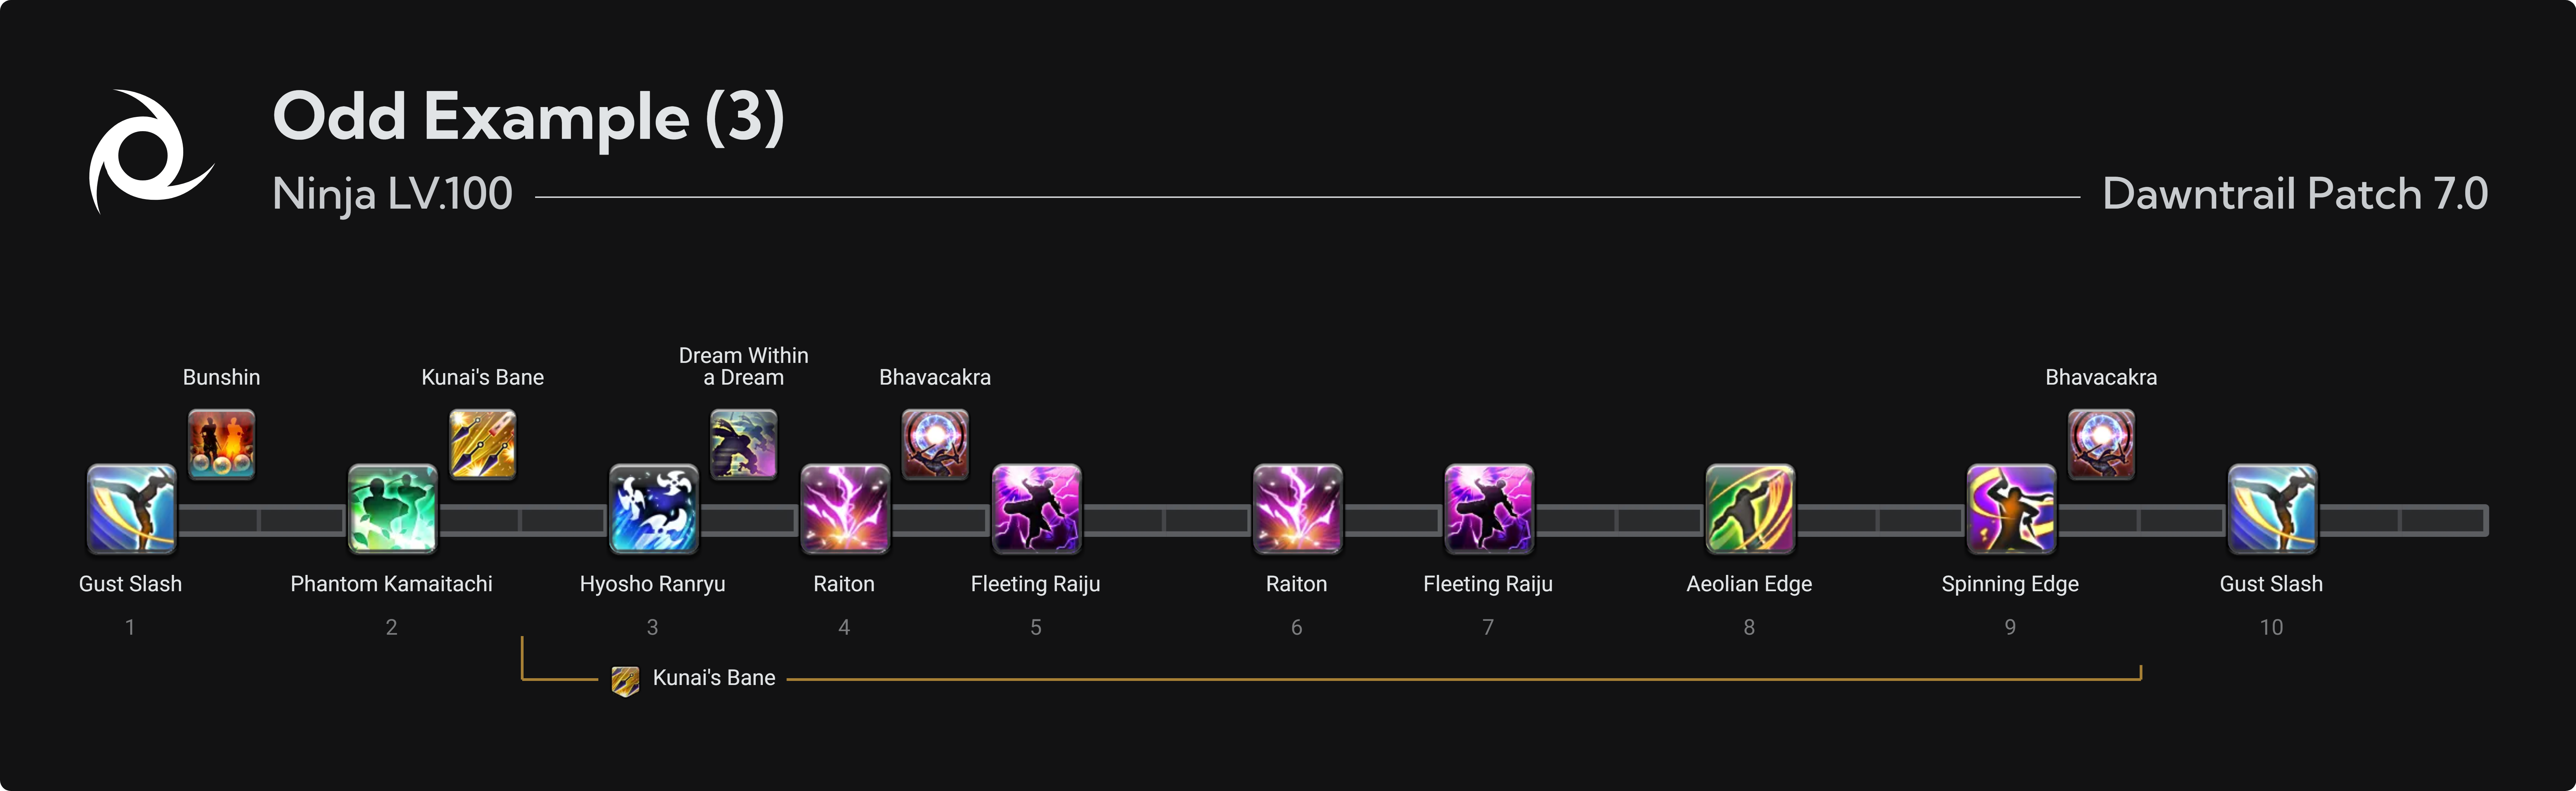 Odd Example (3)
Ninja LV.100
Dawntrail Patch 7.0
Bunshin
Kunai's Bane
Dream Within
a Dream
Bhavacakra
Bhavacakra
Gust Slash
Phantom Kamaitachi
Hyosho Ranryu
Raiton
Fleeting Raiju
Raiton
Fleeting Raiju
Aeolian Edge
Spinning Edge
Gust Slash
1
2
3
4
5
6
7
8
9
10
Kunai's Bane